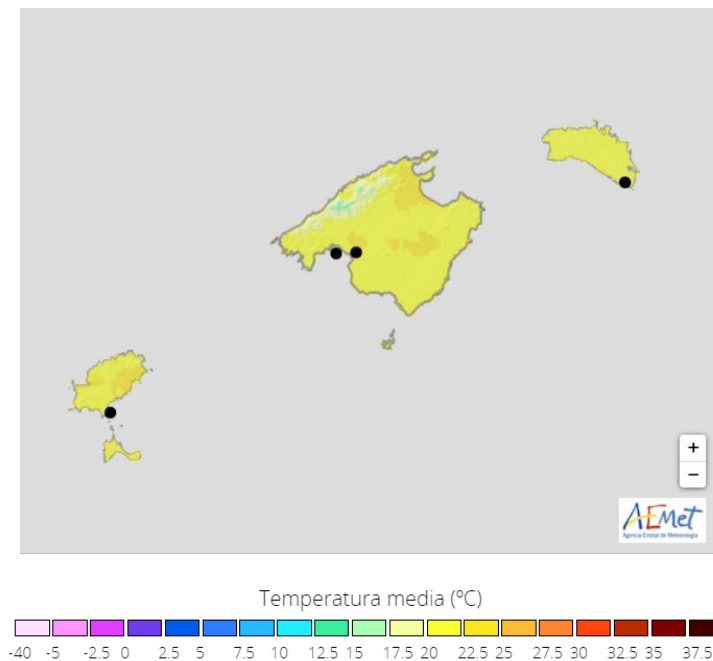 +
−
AEMet
Agencia Estatal de Meteorología
Temperatura media (ºC)
-40 -5 -2.5 0 2.5 5 7.5 10 12.5 15 17.5 20 22.5 25 27.5 30 32.5 35 37.5